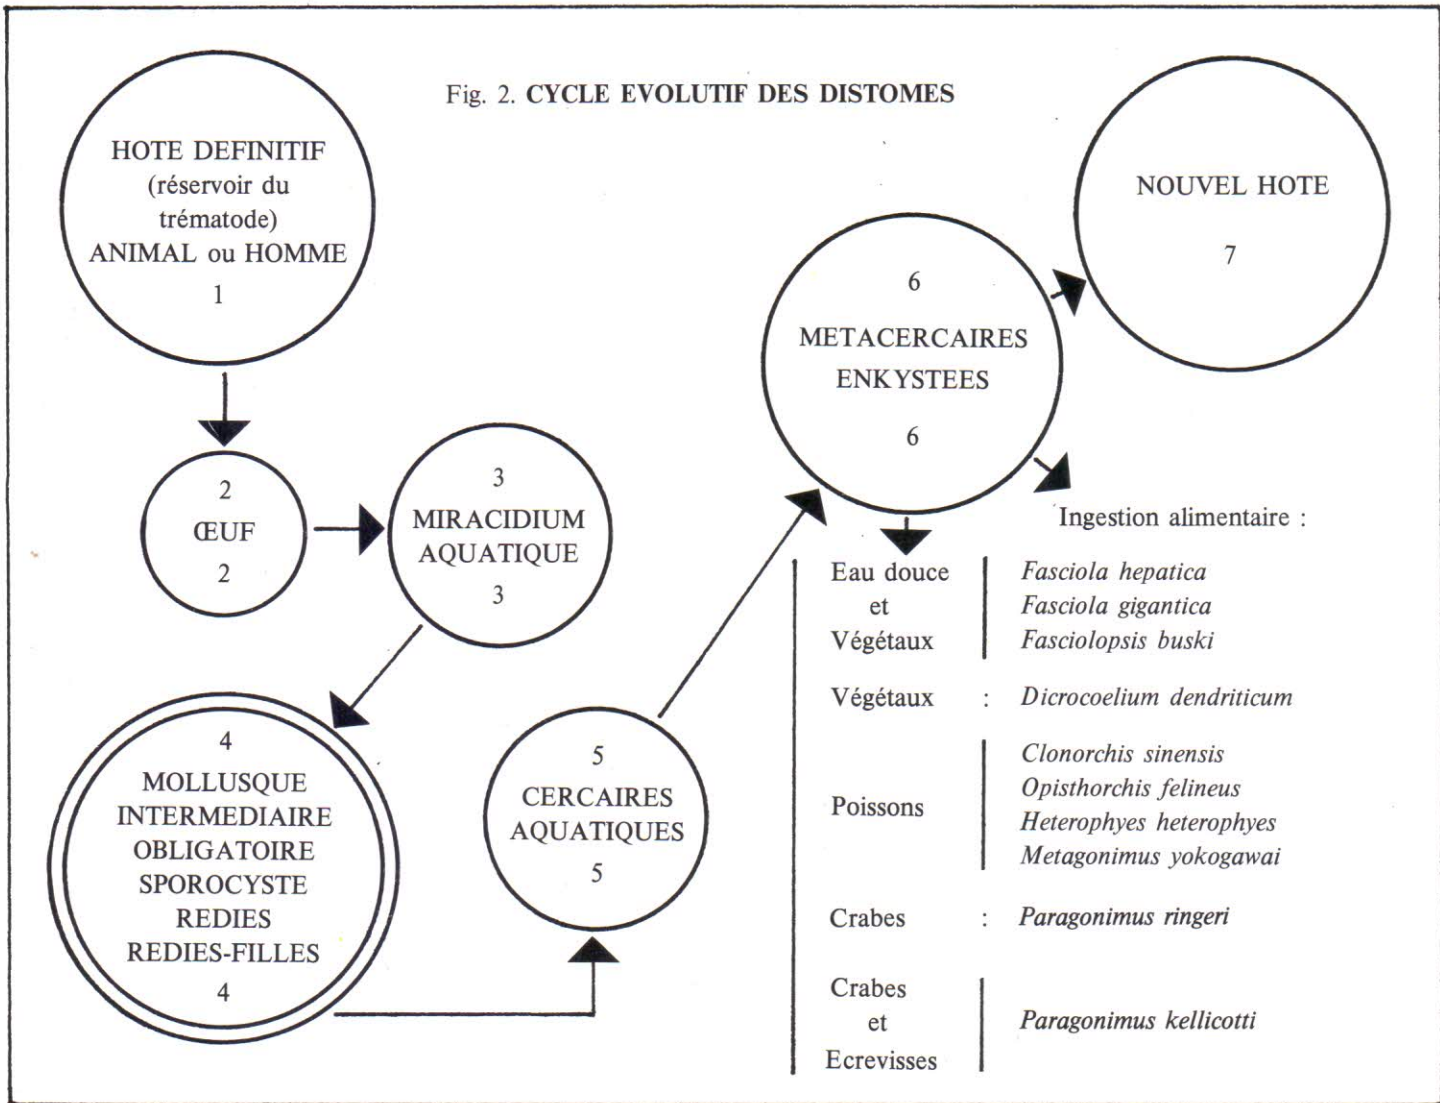 Fig. 2. CYCLE EVOLUTIF DES DISTOMES
HOTE DEFINITIF
(réservoir du
trématode)
ANIMAL ou HOMME
1
2
ŒUF
2
3
MIRACIDIUM
AQUATIQUE
3
4
MOLLUSQUE
INTERMEDIAIRE
OBLIGATOIRE
SPOROCYSTE
REDIES
REDIES-FILLES
4
5
CERCAIRES
AQUATIQUES
5
6
METACERCAIRES
ENKYSTEES
6
NOUVEL HOTE
7
Ingestion alimentaire :
Eau douce
et
Végétaux
Fasciola hepatica
Fasciola gigantica
Fasciolopsis buski
Végétaux : Dicrocoelium dendriticum
Poissons
Clonorchis sinensis
Opisthorchis felineus
Heterophyes heterophyes
Metagonimus yokogawai
Crabes : Paragonimus ringeri
Crabes
et
Ecrevisses
Paragonimus kellicotti